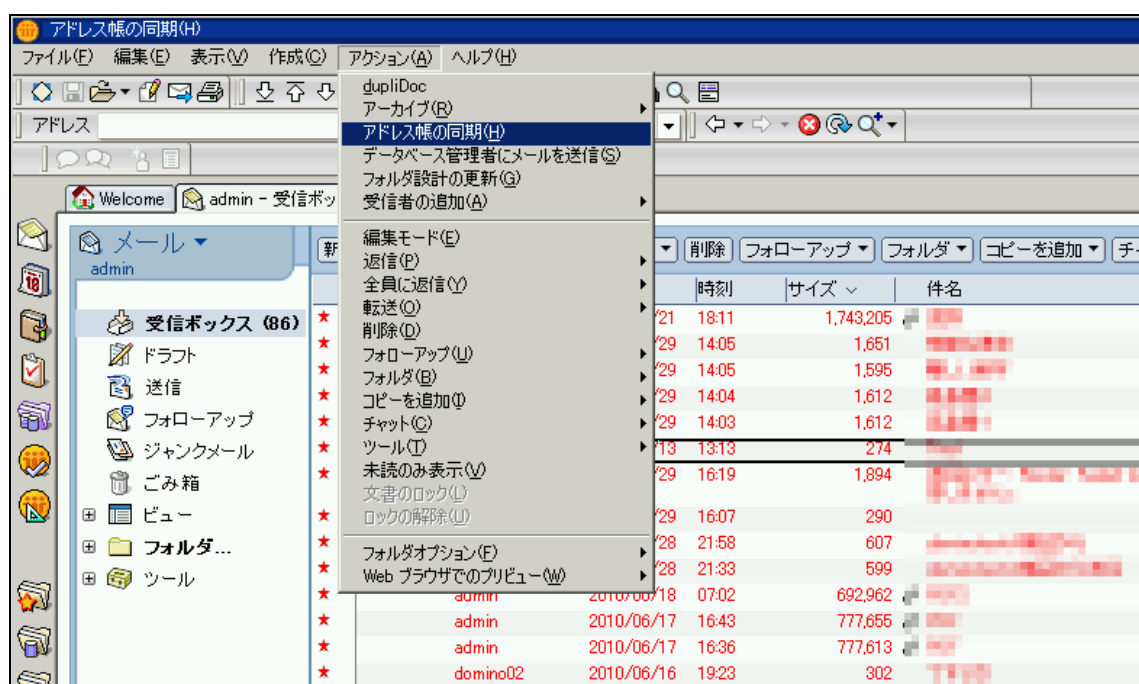 アドレス帳の同期(H)
ファイル(F) 編集(E) 表示(V) 作成(C) アクション(A) ヘルプ(H)
アドレス
dupliDoc
アーカイブ(R)
アドレス帳の同期(H)
データベース管理者にメールを送信(S)
フォルダ設計の更新(G)
受信者の追加(A)
編集モード(E)
返信(P)
全員に返信(Y)
転送(O)
削除(D)
フォローアップ(U)
フォルダ(B)
コピーを追加(I)
チャット(C)
ツール(T)
未読のみ表示(V)
文書のロック(L)
ロックの解除(U)
フォルダオプション(F)
Web ブラウザでのプリビュー(W)
Welcome admin - 受信ボッ
メール
admin
受信ボックス (86)
ドラフト
送信
フォローアップ
ジャンクメール
ごみ箱
ビュー
フォルダ...
ツール
新 削除 フォローアップ フォルダ コピーを追加 チ
時刻 サイズ 件名
/21 18:11 1,743,205
/29 14:05 1,651
/29 14:05 1,595
/29 14:04 1,612
/29 14:03 1,612
/13 13:13 274
/29 16:19 1,894
/29 16:07 290
/28 21:58 607
/28 21:33 599
admin 2010/06/18 07:02 692,962
admin 2010/06/17 16:43 777,655
admin 2010/06/17 16:36 777,613
domino02 2010/06/16 19:23 302